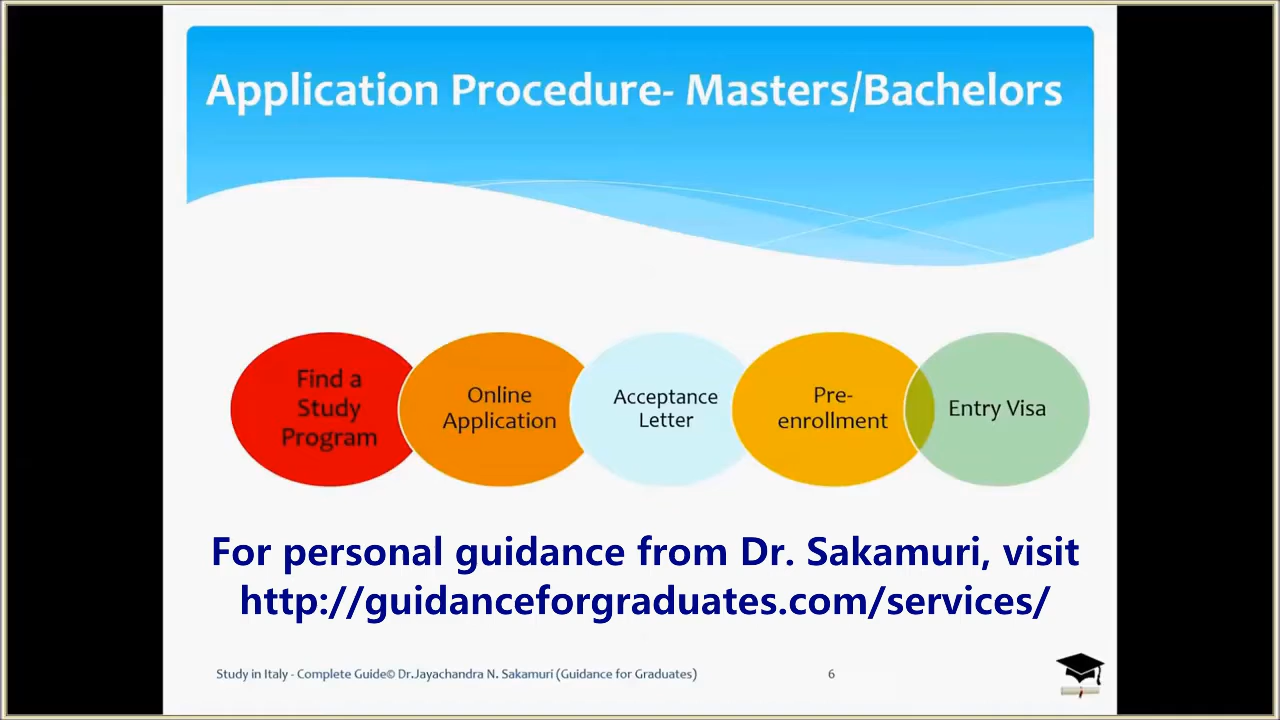 Application Procedure- Masters/Bachelors
Find a
Study
Program
Online
Application
Acceptance
Letter
Pre-
enrollment
Entry Visa
For personal guidance from Dr. Sakamuri, visit
http://guidanceforgraduates.com/services/
Study in Italy - Complete Guide© Dr.Jayachandra N. Sakamuri (Guidance for Graduates)
6